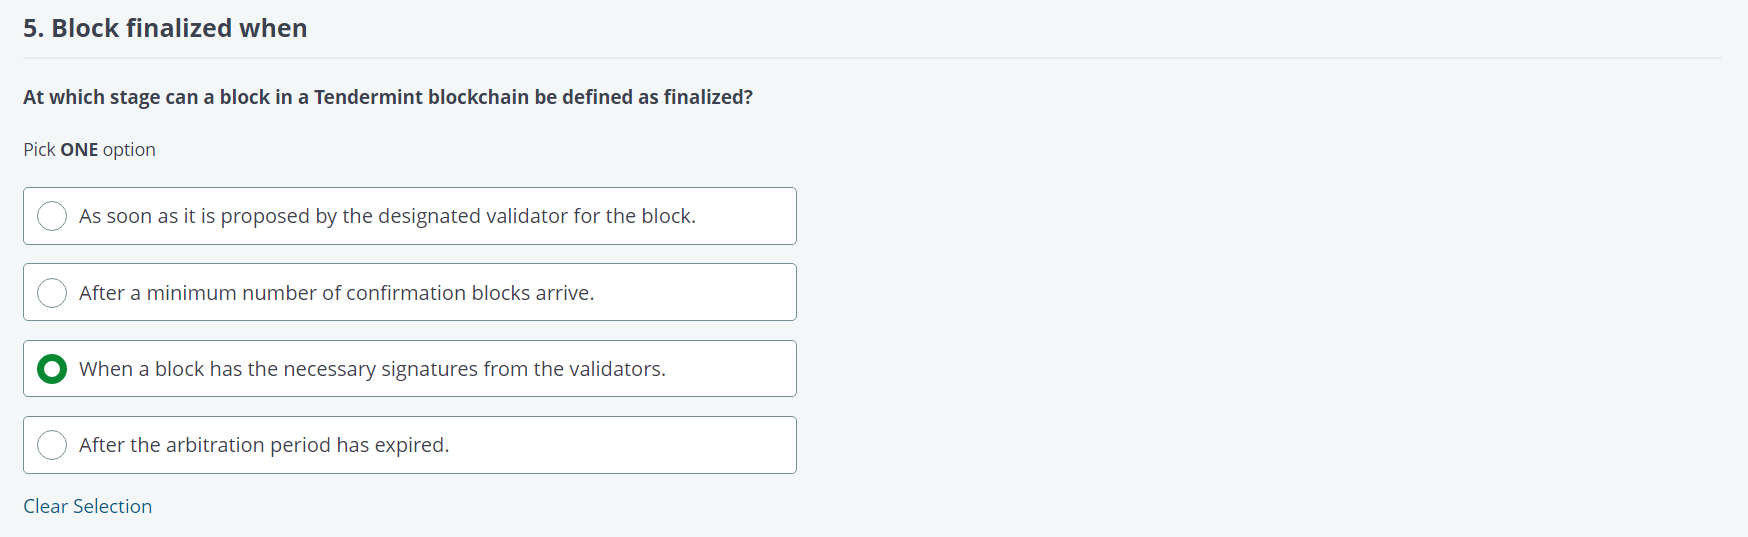 5. Block finalized when
At which stage can a block in a Tendermint blockchain be defined as finalized?
Pick ONE option
As soon as it is proposed by the designated validator for the block.
After a minimum number of confirmation blocks arrive.
When a block has the necessary signatures from the validators.
After the arbitration period has expired.
Clear Selection